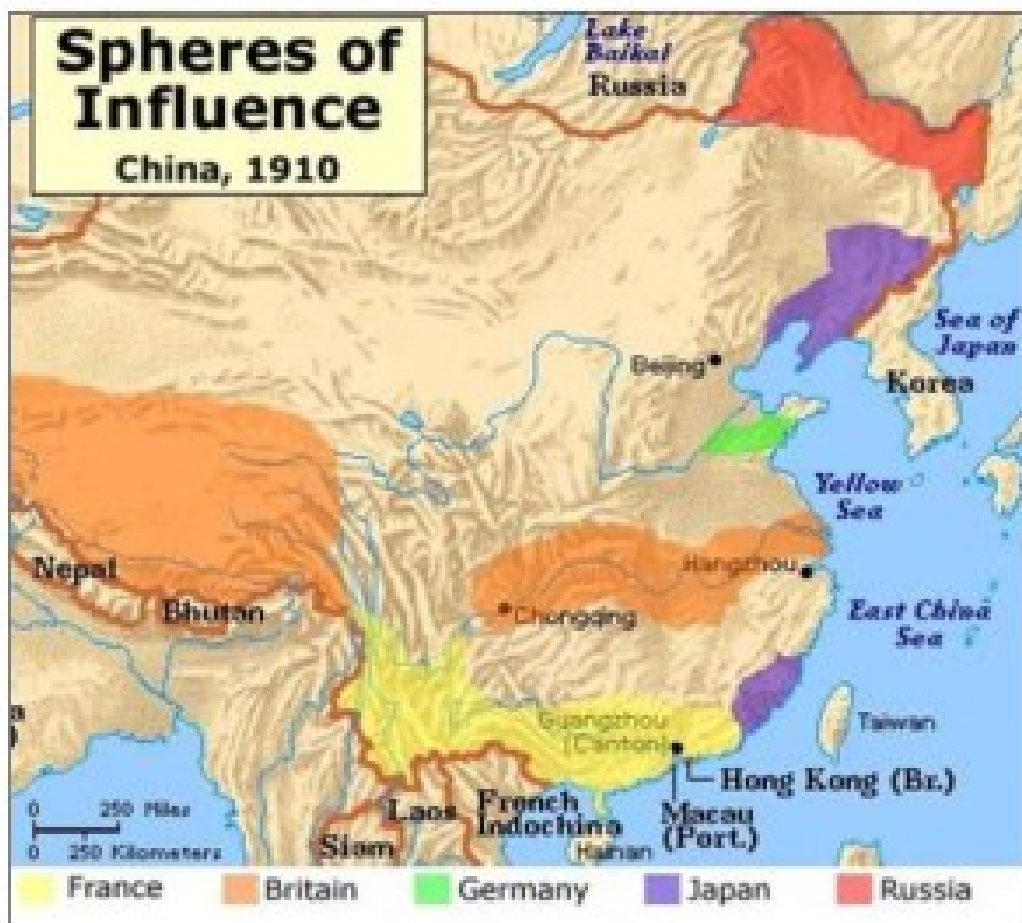 Spheres of
Influence
China, 1910
Lake
Baikal
Russia
Sea of
Japan
Beijing
Korea
Yellow
Sea
Nepal
Hangzhou
Bhutan
Chongqing
East China
Sea
Guangzhou
(Canton)
Taiwan
Hong Kong (Br.)
Laos
French
Indochina
Macau
(Port.)
Siam
Hainan
0 250 Miles
0 250 Kilometers
France
Britain
Germany
Japan
Russia